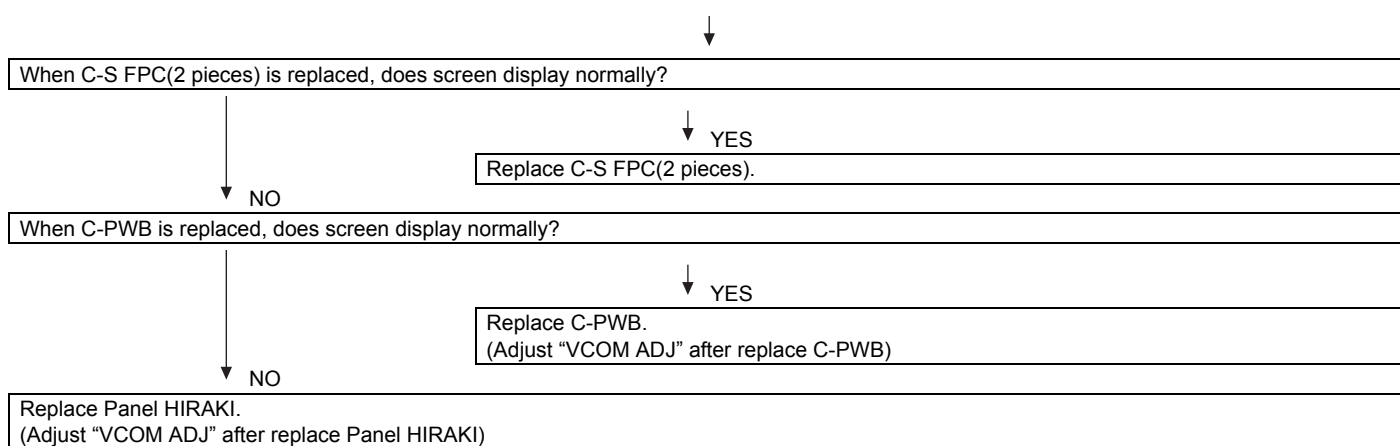 When C-S FPC(2 pieces) is replaced, does screen display normally?
YES
Replace C-S FPC(2 pieces).
NO
When C-PWB is replaced, does screen display normally?
YES
Replace C-PWB.
(Adjust “VCOM ADJ” after replace C-PWB)
NO
Replace Panel HIRAKI.
(Adjust “VCOM ADJ” after replace Panel HIRAKI)